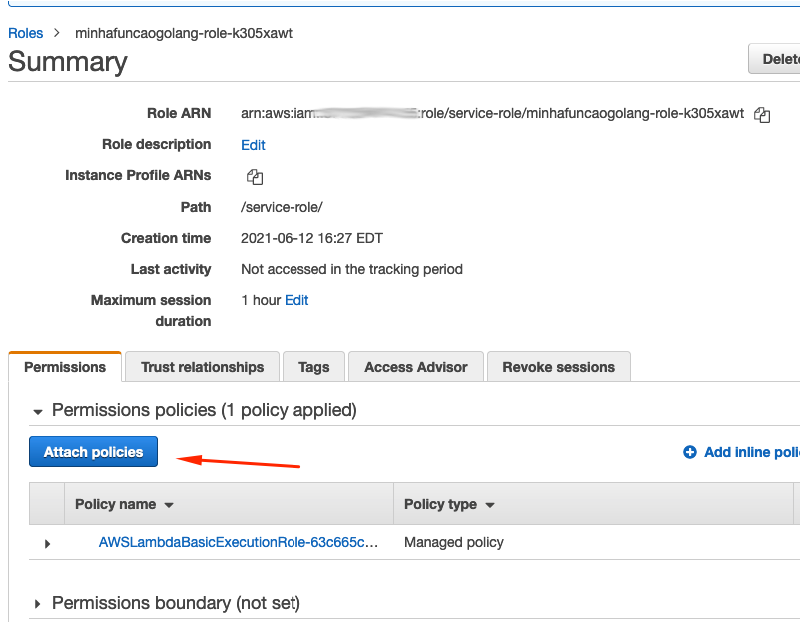 Roles > minhafuncaogolang-role-k305xawt
Summary
Role ARN arn:aws:iam: :role/service-role/minhafuncaogolang-role-k305xawt
Role description Edit
Instance Profile ARNs
Path /service-role/
Creation time 2021-06-12 16:27 EDT
Last activity Not accessed in the tracking period
Maximum session 1 hour Edit
duration
Permissions Trust relationships Tags Access Advisor Revoke sessions
Permissions policies (1 policy applied)
Attach policies Add inline poli
Policy name Policy type
AWSLambdaBasicExecutionRole-63c665c... Managed policy
Permissions boundary (not set)